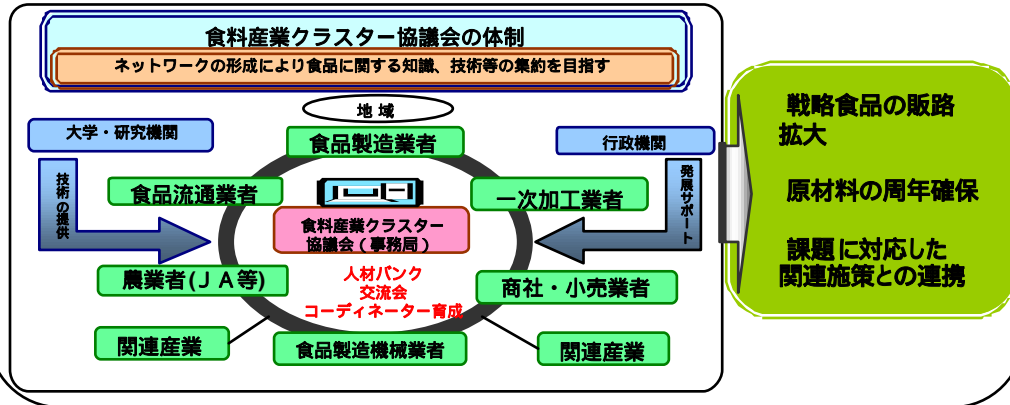 食料産業クラスター協議会の体制
ネットワークの形成により食品に関する知識、技術等の集約を目指す
地 域
大学・研究機関
食品製造業者
行政機関
技術の提供
食品流通業者
一次加工業者
発展サポート
食料産業クラスター
協議会（事務局）
人材バンク
交流会
コーディネーター育成
農業者(ＪＡ等)
商社・小売業者
関連産業
食品製造機械業者
関連産業
戦略食品の販路
拡大
原材料の周年確保
課題に対応した
関連施策との連携